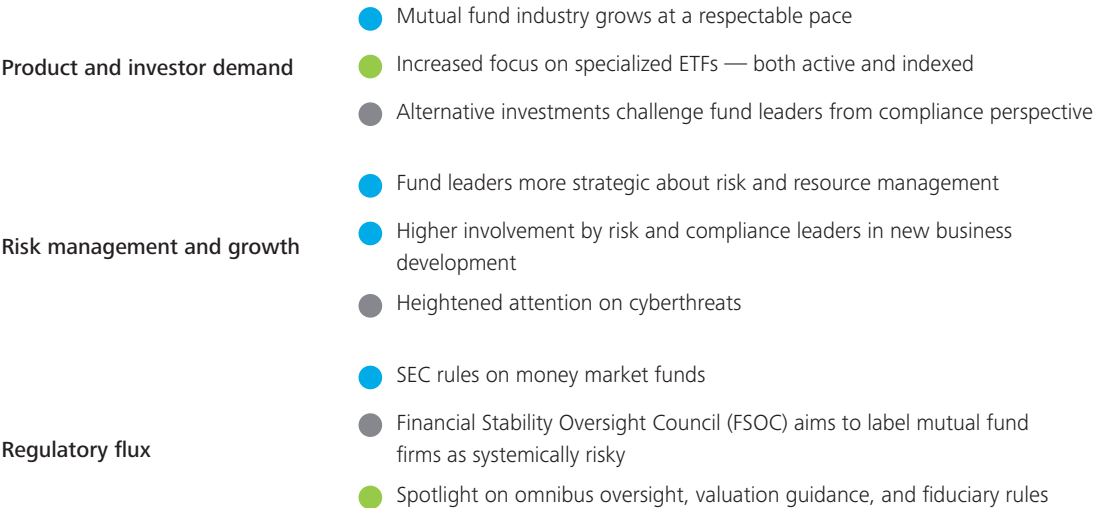 Mutual fund industry grows at a respectable pace
Product and investor demand
Increased focus on specialized ETFs — both active and indexed
Alternative investments challenge fund leaders from compliance perspective
Fund leaders more strategic about risk and resource management
Risk management and growth
Higher involvement by risk and compliance leaders in new business
development
Heightened attention on cyberthreats
SEC rules on money market funds
Regulatory flux
Financial Stability Oversight Council (FSOC) aims to label mutual fund
firms as systemically risky
Spotlight on omnibus oversight, valuation guidance, and fiduciary rules